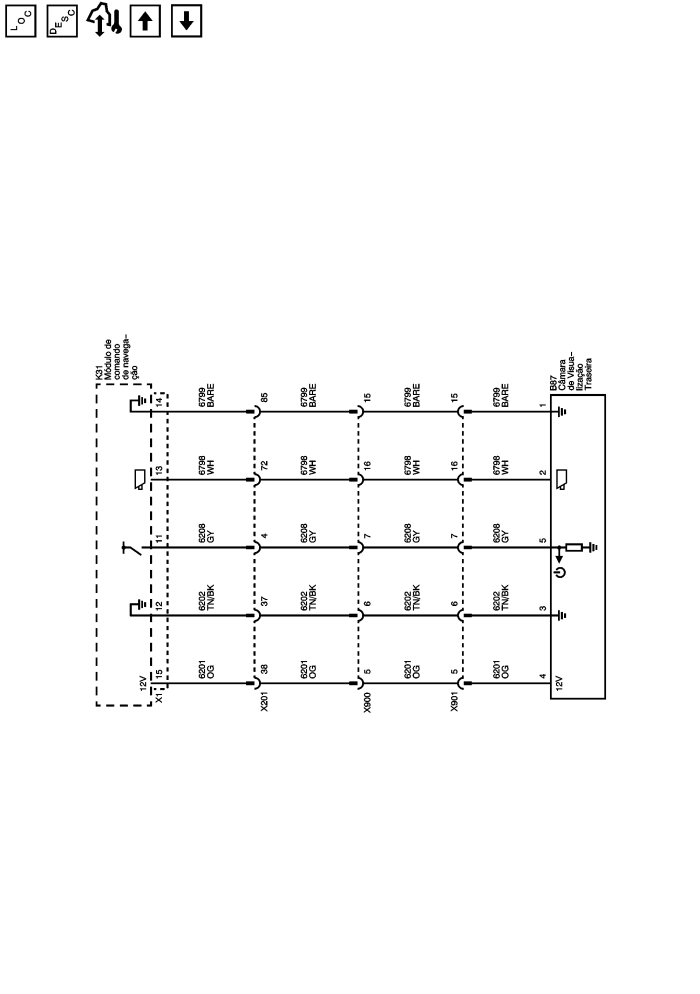 LOC
DESC
K31
Módulo de
comando
de navega–
ção
14
6799
BARE
85
6799
BARE
15
6799
BARE
15
6799
BARE
1
B87
Câmara
de Visua–
lização
Traseira
13
6798
WH
72
6798
WH
16
6798
WH
16
6798
WH
2
11
6208
GY
4
6208
GY
7
6208
GY
7
6208
GY
5
12
6202
TN/BK
37
6202
TN/BK
6
6202
TN/BK
6
6202
TN/BK
3
12V
15
6201
OG
38
6201
OG
5
6201
OG
5
6201
OG
4
12V
X1
X201
X900
X901